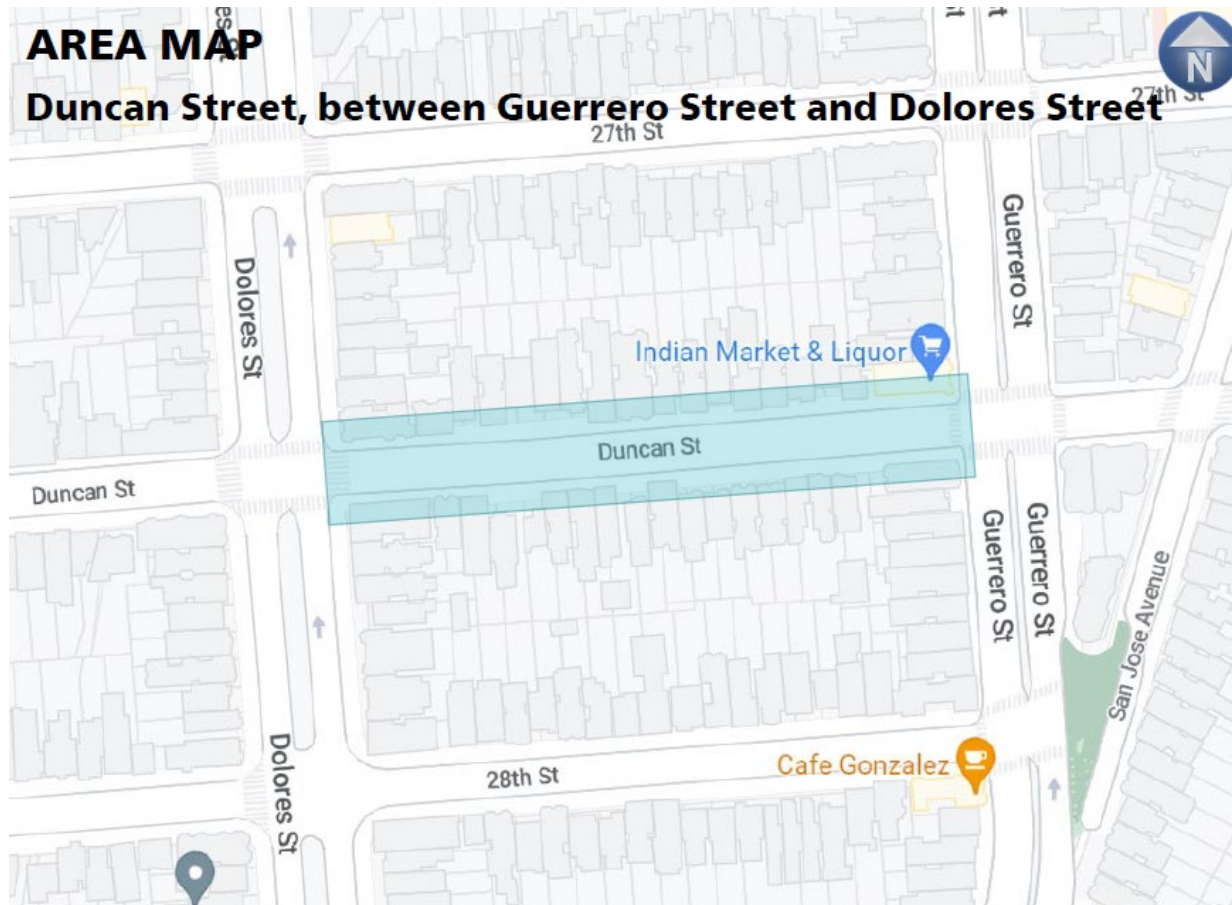 AREA MAP
Duncan Street, between Guerrero Street and Dolores Street
N
27th St
27th St
Guerrero St
Dolores St
Indian Market & Liquor
Duncan St
Duncan St
Guerrero St
Guerrero St
San Jose Avenue
Dolores St
28th St
Cafe Gonzalez